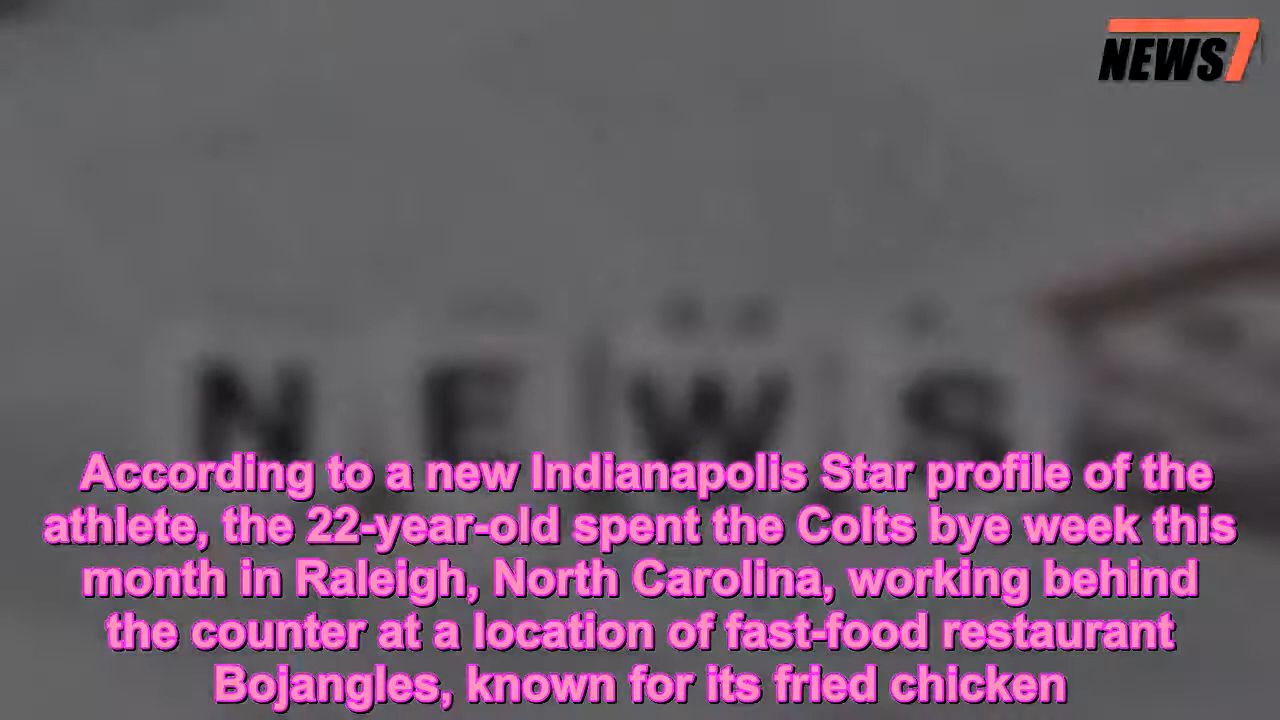 NEWS7
NEWS
According to a new Indianapolis Star profile of the
athlete, the 22-year-old spent the Colts bye week this
month in Raleigh, North Carolina, working behind
the counter at a location of fast-food restaurant
Bojangles, known for its fried chicken